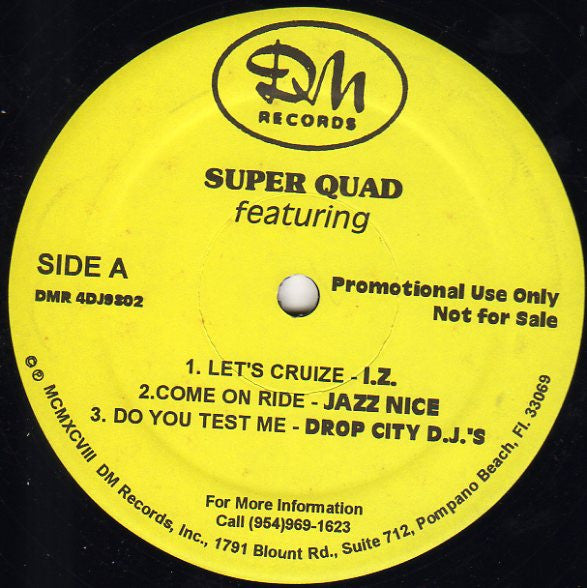 DM
RECORDS
SUPER QUAD
featuring
SIDE A
DMR 4DJ9802
Promotional Use Only
Not for Sale
1. LET'S CRUIZE - I.Z.
2.COME ON RIDE - JAZZ NICE
3. DO YOU TEST ME - DROP CITY D.J.'S
For More Information
Call (954)969-1623
© ℗ MCMXCVIII DM Records, Inc., 1791 Blount Rd., Suite 712, Pompano Beach, Fl. 33069